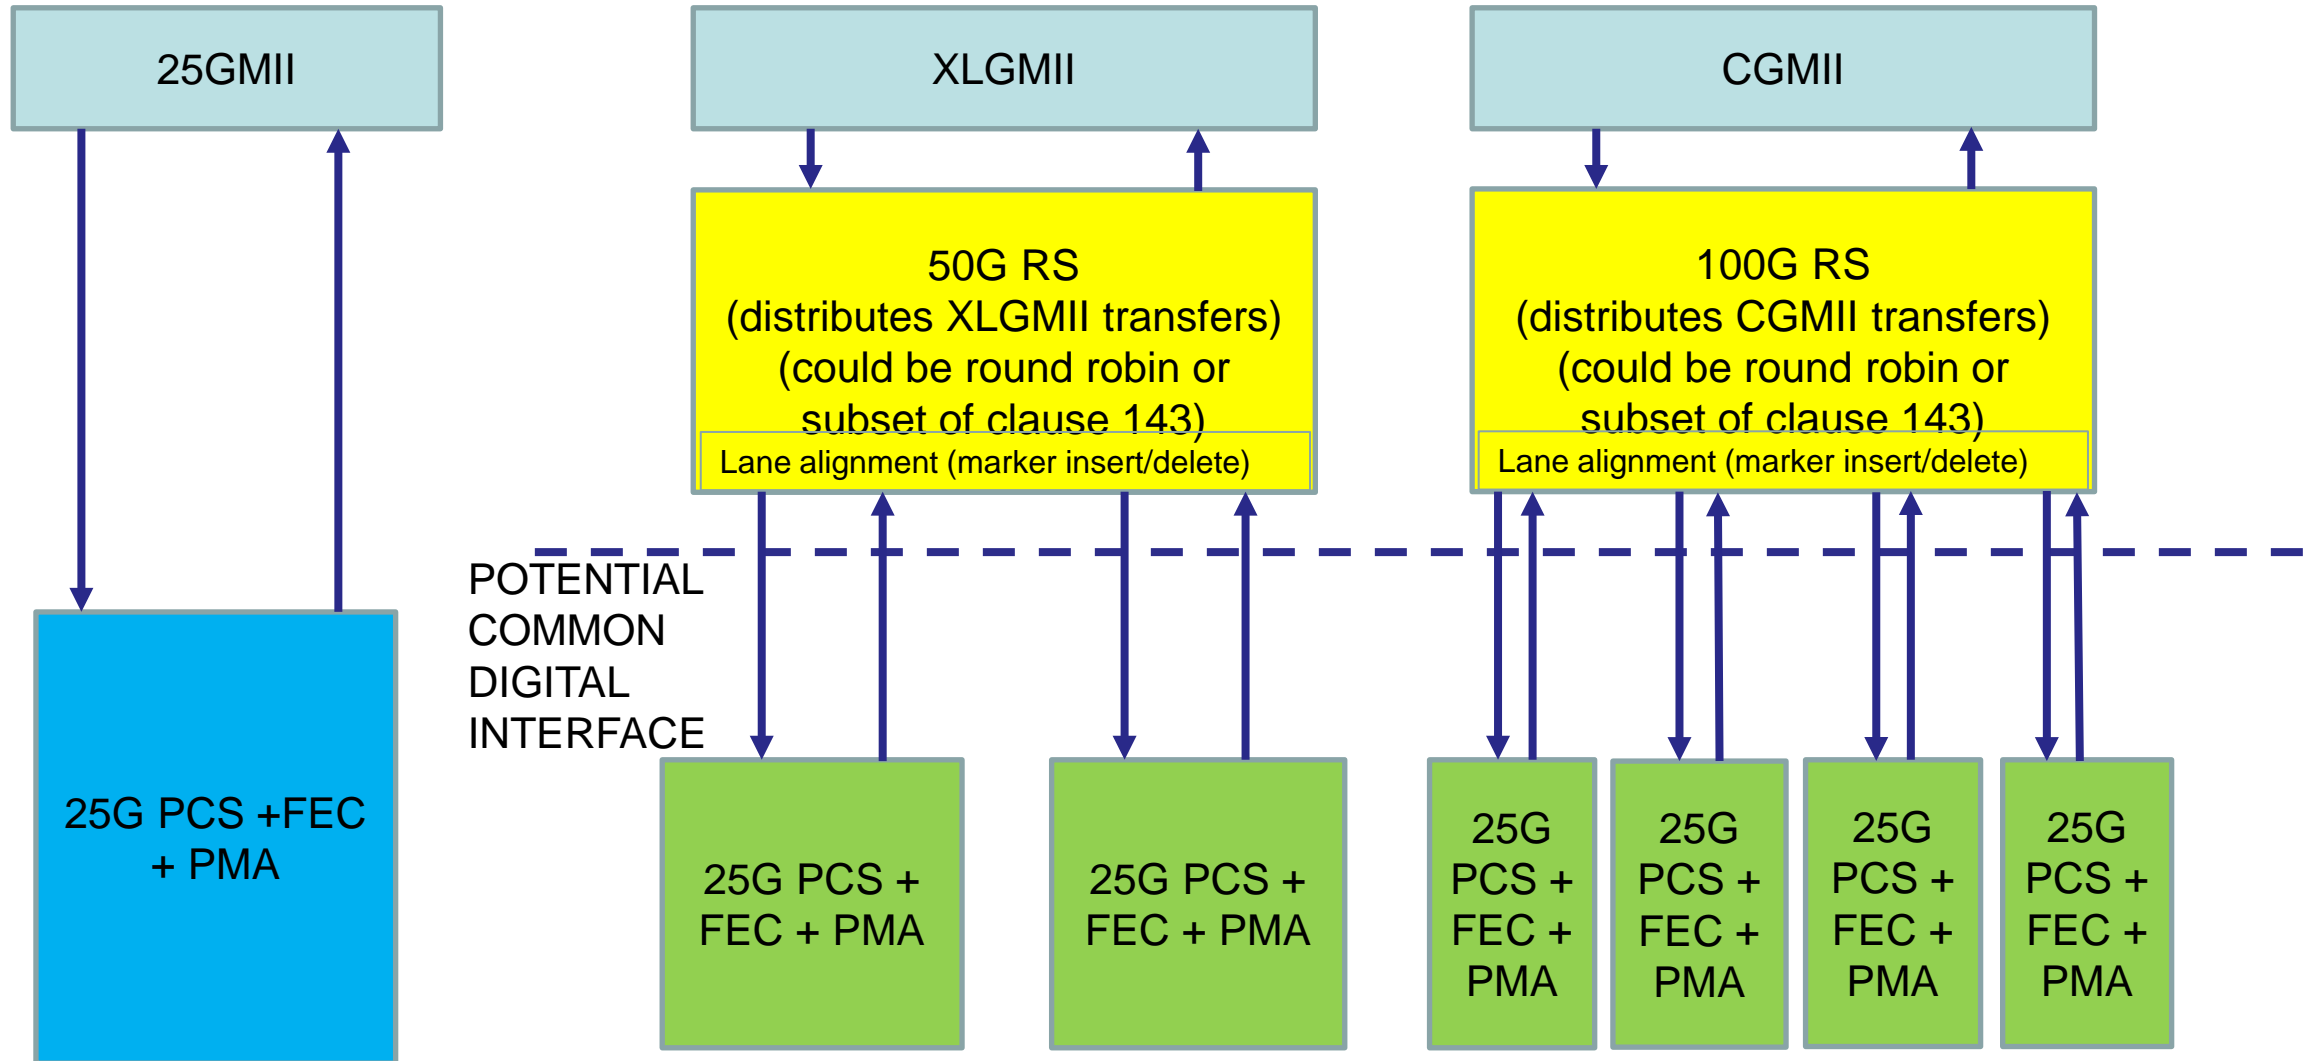 25GMII
XLGMII
CGMII
50G RS
(distributes XLGMII transfers)
(could be round robin or
subset of clause 143)
Lane alignment (marker insert/delete)
100G RS
(distributes CGMII transfers)
(could be round robin or
subset of clause 143)
Lane alignment (marker insert/delete)
POTENTIAL
COMMON
DIGITAL
INTERFACE
25G PCS +FEC
+ PMA
25G PCS +
FEC + PMA
25G PCS +
FEC + PMA
25G
PCS +
FEC +
PMA
25G
PCS +
FEC +
PMA
25G
PCS +
FEC +
PMA
25G
PCS +
FEC +
PMA